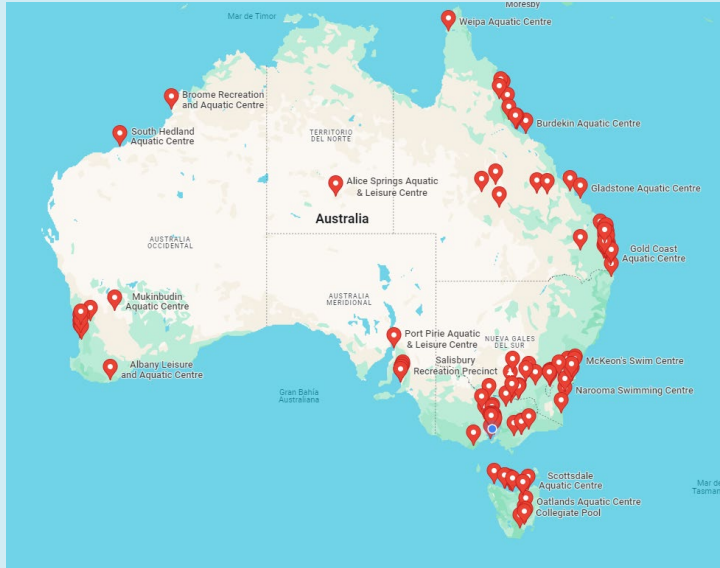 Moresby
Mar de Timor
Weipa Aquatic Centre
Broome Recreation
and Aquatic Centre
South Hedland
Aquatic Centre
TERRITORIO
DEL NORTE
Burdekin Aquatic Centre
Alice Springs Aquatic
& Leisure Centre
Gladstone Aquatic Centre
Australia
AUSTRALIA
OCCIDENTAL
Gold Coast
Aquatic Centre
Mukinbudin
Aquatic Centre
AUSTRALIA
MERIDIONAL
Port Pirie Aquatic
& Leisure Centre
NUEVA GALES
DEL SUR
Salisbury
Recreation Precinct
McKeon's Swim Centre
Albany Leisure
and Aquatic Centre
Narooma Swimming Centre
Gran Bahía
Australiana
Scottsdale
Aquatic Centre
Mar de
Tasman
Oatlands Aquatic Centre
Collegiate Pool